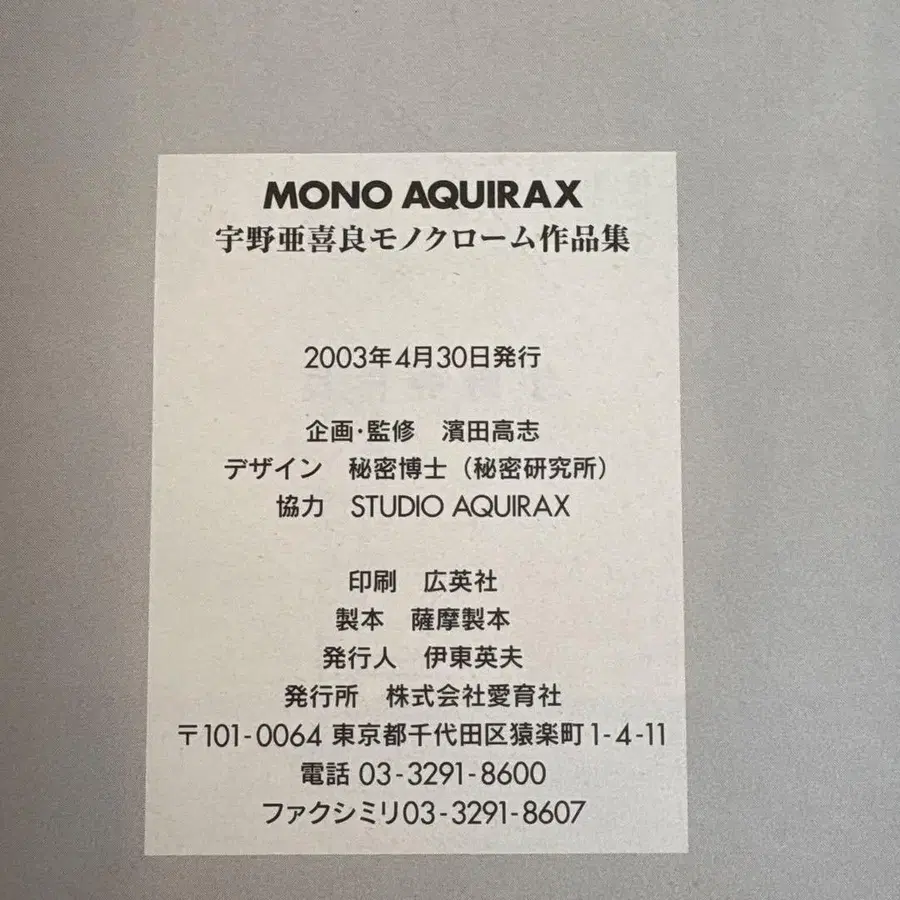 MONO AQUIRAX
宇野亜喜良モノクローム作品集
2003年4月30日発行
企画・監修　濱田高志
デザイン　秘密博士（秘密研究所）
協力　STUDIO AQUIRAX
印刷　広英社
製本　薩摩製本
発行人　伊東英夫
発行所　株式会社愛育社
〒101-0064 東京都千代田区猿楽町1-4-11
電話 03-3291-8600
ファクシミリ03-3291-8607